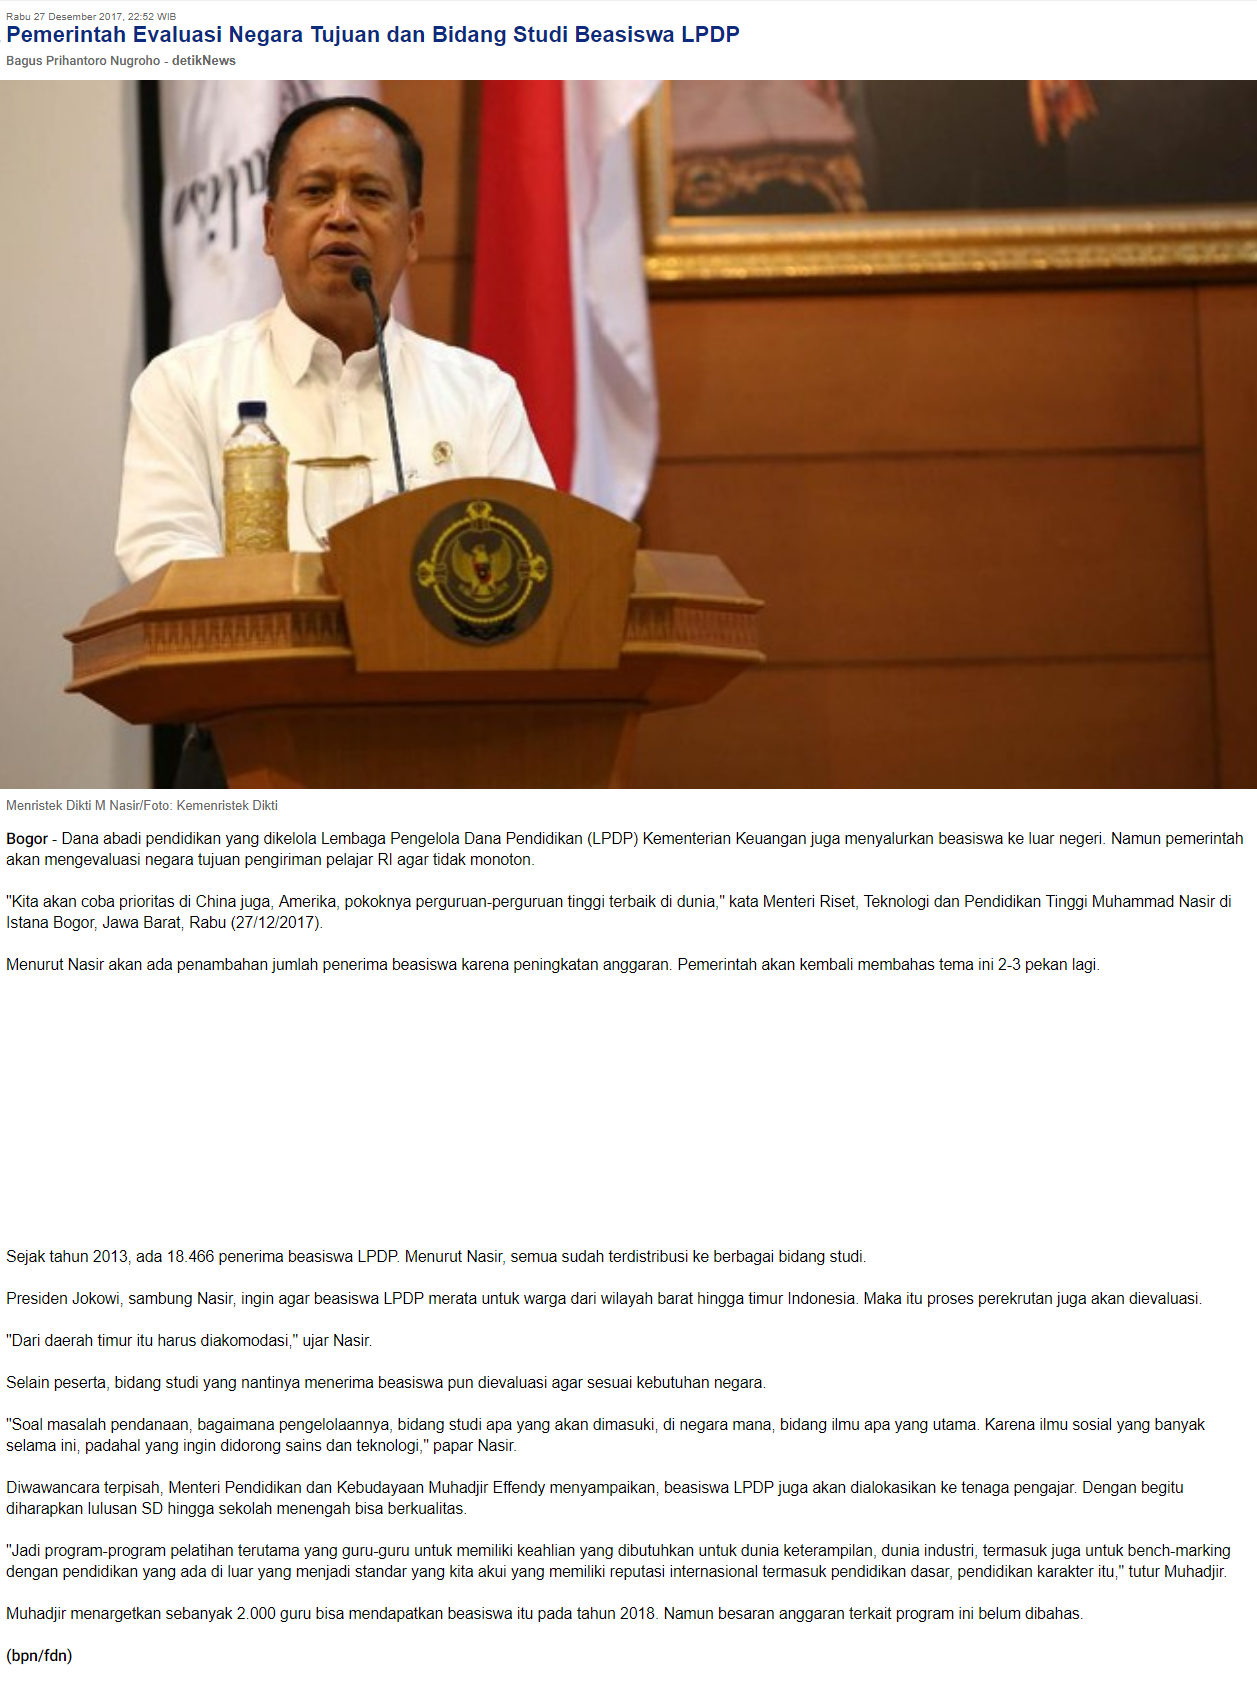 Rabu 27 Desember 2017, 22:52 WIB
Pemerintah Evaluasi Negara Tujuan dan Bidang Studi Beasiswa LPDP
Bagus Prihantoro Nugroho - detikNews
Menristek Dikti M Nasir/Foto: Kemenristek Dikti
Bogor - Dana abadi pendidikan yang dikelola Lembaga Pengelola Dana Pendidikan (LPDP) Kementerian Keuangan juga menyalurkan beasiswa ke luar negeri. Namun pemerintah
akan mengevaluasi negara tujuan pengiriman pelajar RI agar tidak monoton.
"Kita akan coba prioritas di China juga, Amerika, pokoknya perguruan-perguruan tinggi terbaik di dunia," kata Menteri Riset, Teknologi dan Pendidikan Tinggi Muhammad Nasir di
Istana Bogor, Jawa Barat, Rabu (27/12/2017).
Menurut Nasir akan ada penambahan jumlah penerima beasiswa karena peningkatan anggaran. Pemerintah akan kembali membahas tema ini 2-3 pekan lagi.
Sejak tahun 2013, ada 18.466 penerima beasiswa LPDP. Menurut Nasir, semua sudah terdistribusi ke berbagai bidang studi.
Presiden Jokowi, sambung Nasir, ingin agar beasiswa LPDP merata untuk warga dari wilayah barat hingga timur Indonesia. Maka itu proses perekrutan juga akan dievaluasi.
"Dari daerah timur itu harus diakomodasi," ujar Nasir.
Selain peserta, bidang studi yang nantinya menerima beasiswa pun dievaluasi agar sesuai kebutuhan negara.
"Soal masalah pendanaan, bagaimana pengelolaannya, bidang studi apa yang akan dimasuki, di negara mana, bidang ilmu apa yang utama. Karena ilmu sosial yang banyak
selama ini, padahal yang ingin didorong sains dan teknologi," papar Nasir.
Diwawancara terpisah, Menteri Pendidikan dan Kebudayaan Muhadjir Effendy menyampaikan, beasiswa LPDP juga akan dialokasikan ke tenaga pengajar. Dengan begitu
diharapkan lulusan SD hingga sekolah menengah bisa berkualitas.
"Jadi program-program pelatihan terutama yang guru-guru untuk memiliki keahlian yang dibutuhkan untuk dunia keterampilan, dunia industri, termasuk juga untuk bench-marking
dengan pendidikan yang ada di luar yang menjadi standar yang kita akui yang memiliki reputasi internasional termasuk pendidikan dasar, pendidikan karakter itu," tutur Muhadjir.
Muhadjir menargetkan sebanyak 2.000 guru bisa mendapatkan beasiswa itu pada tahun 2018. Namun besaran anggaran terkait program ini belum dibahas.
(bpn/fdn)